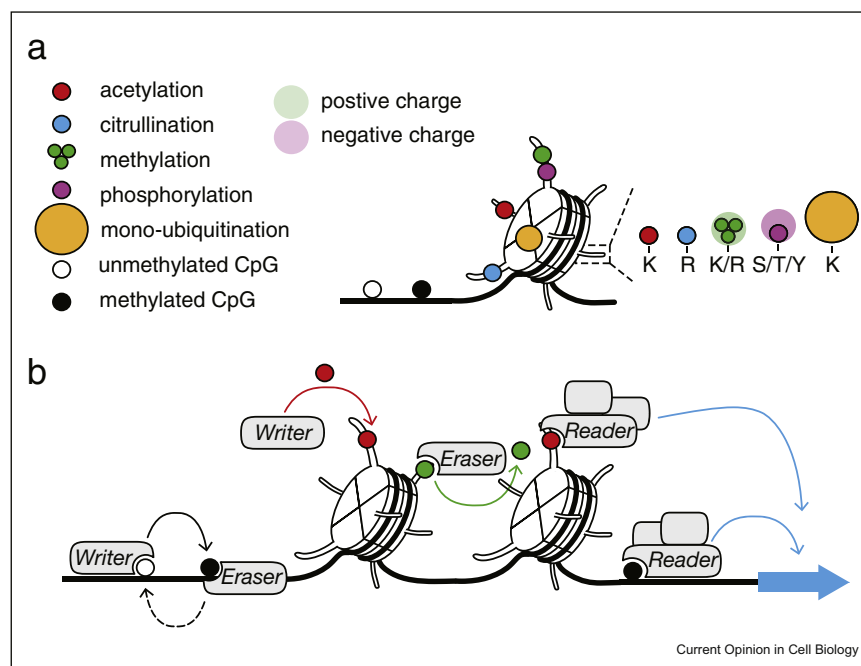 a
acetylation
citrullination
methylation
phosphorylation
mono-ubiquitination
unmethylated CpG
methylated CpG
postive charge
negative charge
K R K/R S/T/Y K
b
Writer
Eraser
Reader
Writer
Eraser
Reader
Current Opinion in Cell Biology